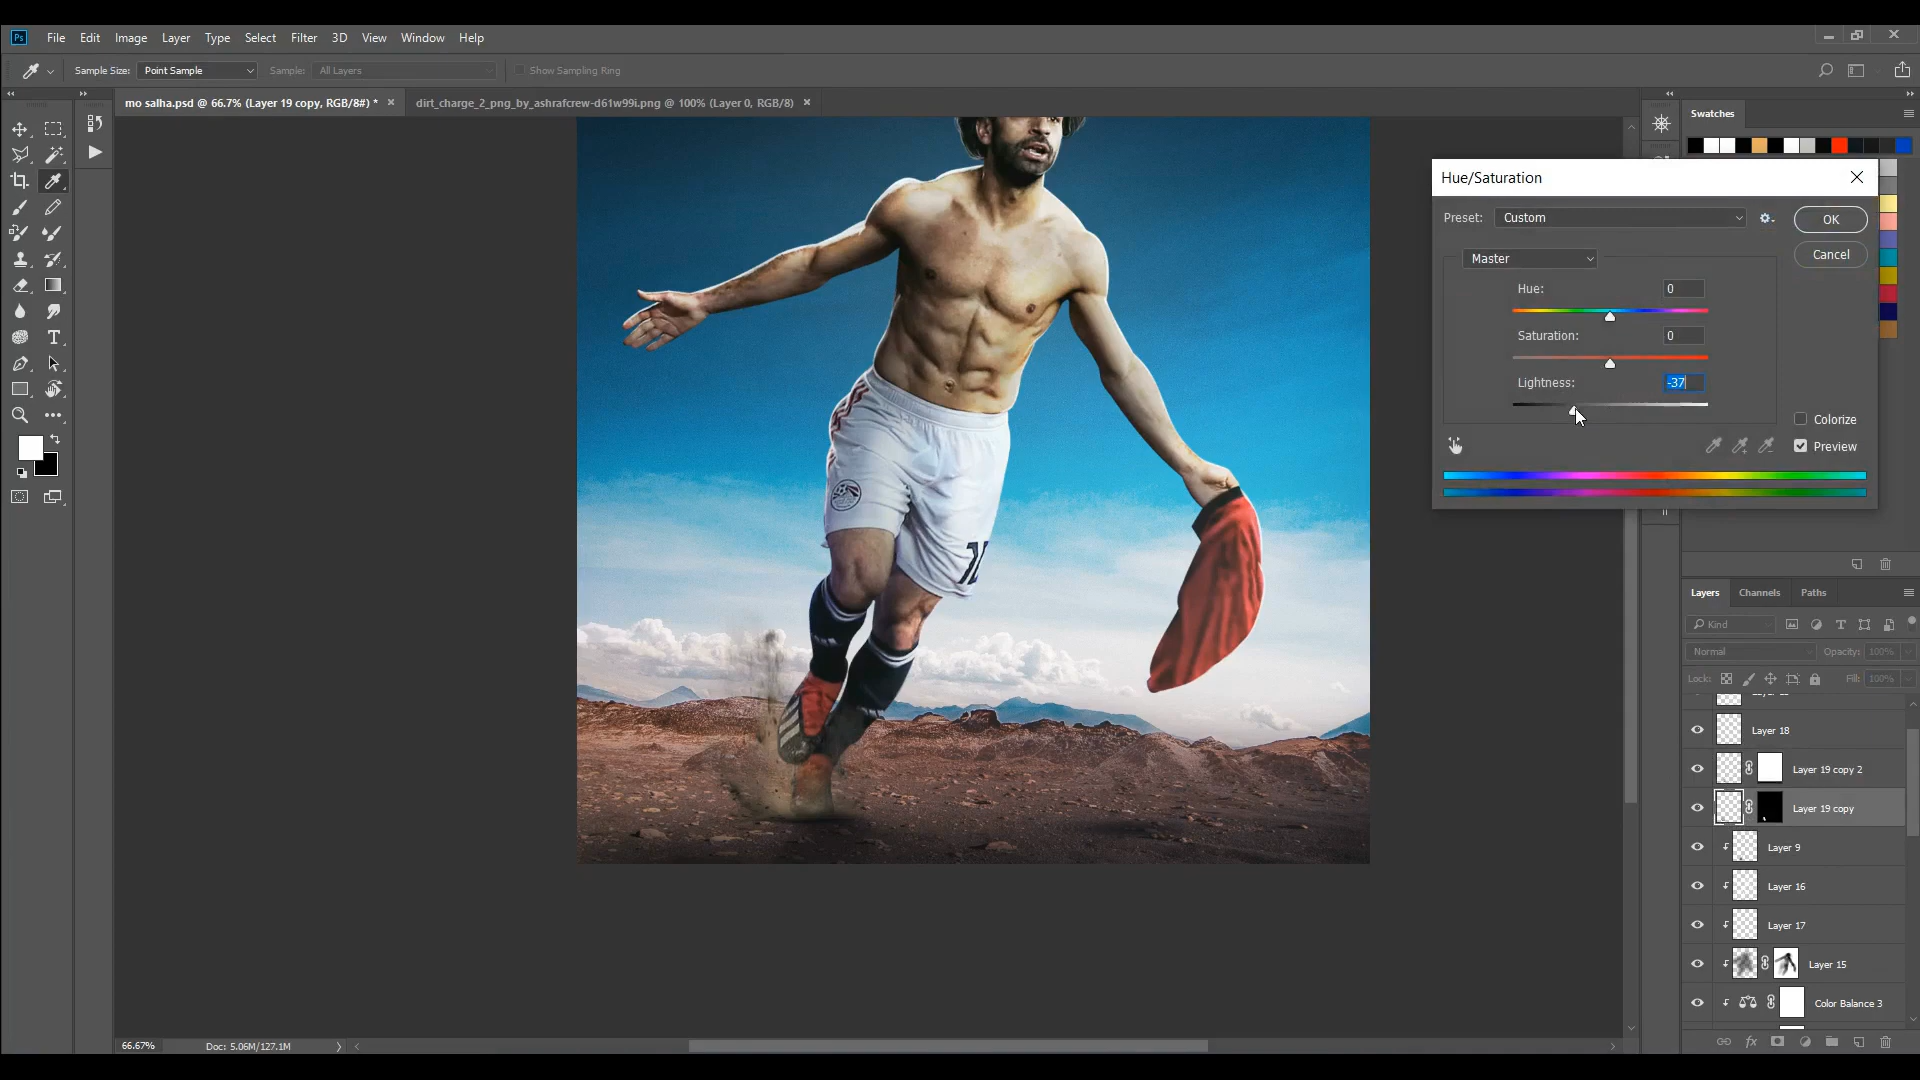 Ps File Edit Image Layer Type Select Filter 3D View Window Help
Sample Size: Point Sample Sample: All Layers Show Sampling Ring
mo salha.psd @ 66.7% (Layer 19 copy, RGB/8#) * × dirt_charge_2_png_by_ashrafcrew-d61w99i.png @ 100% (Layer 0, RGB/8) ×
Swatches
Hue/Saturation
Preset: Custom
OK
Master
Cancel
Hue: 0
Saturation: 0
Lightness: -37
Colorize
Preview
Layers Channels Paths
Kind
Normal Opacity: 100%
Lock: Fill: 100%
Layer 18
Layer 19 copy 2
Layer 19 copy
Layer 9
Layer 16
Layer 17
Layer 15
Color Balance 3
66.67% Doc: 5.06M/127.1M